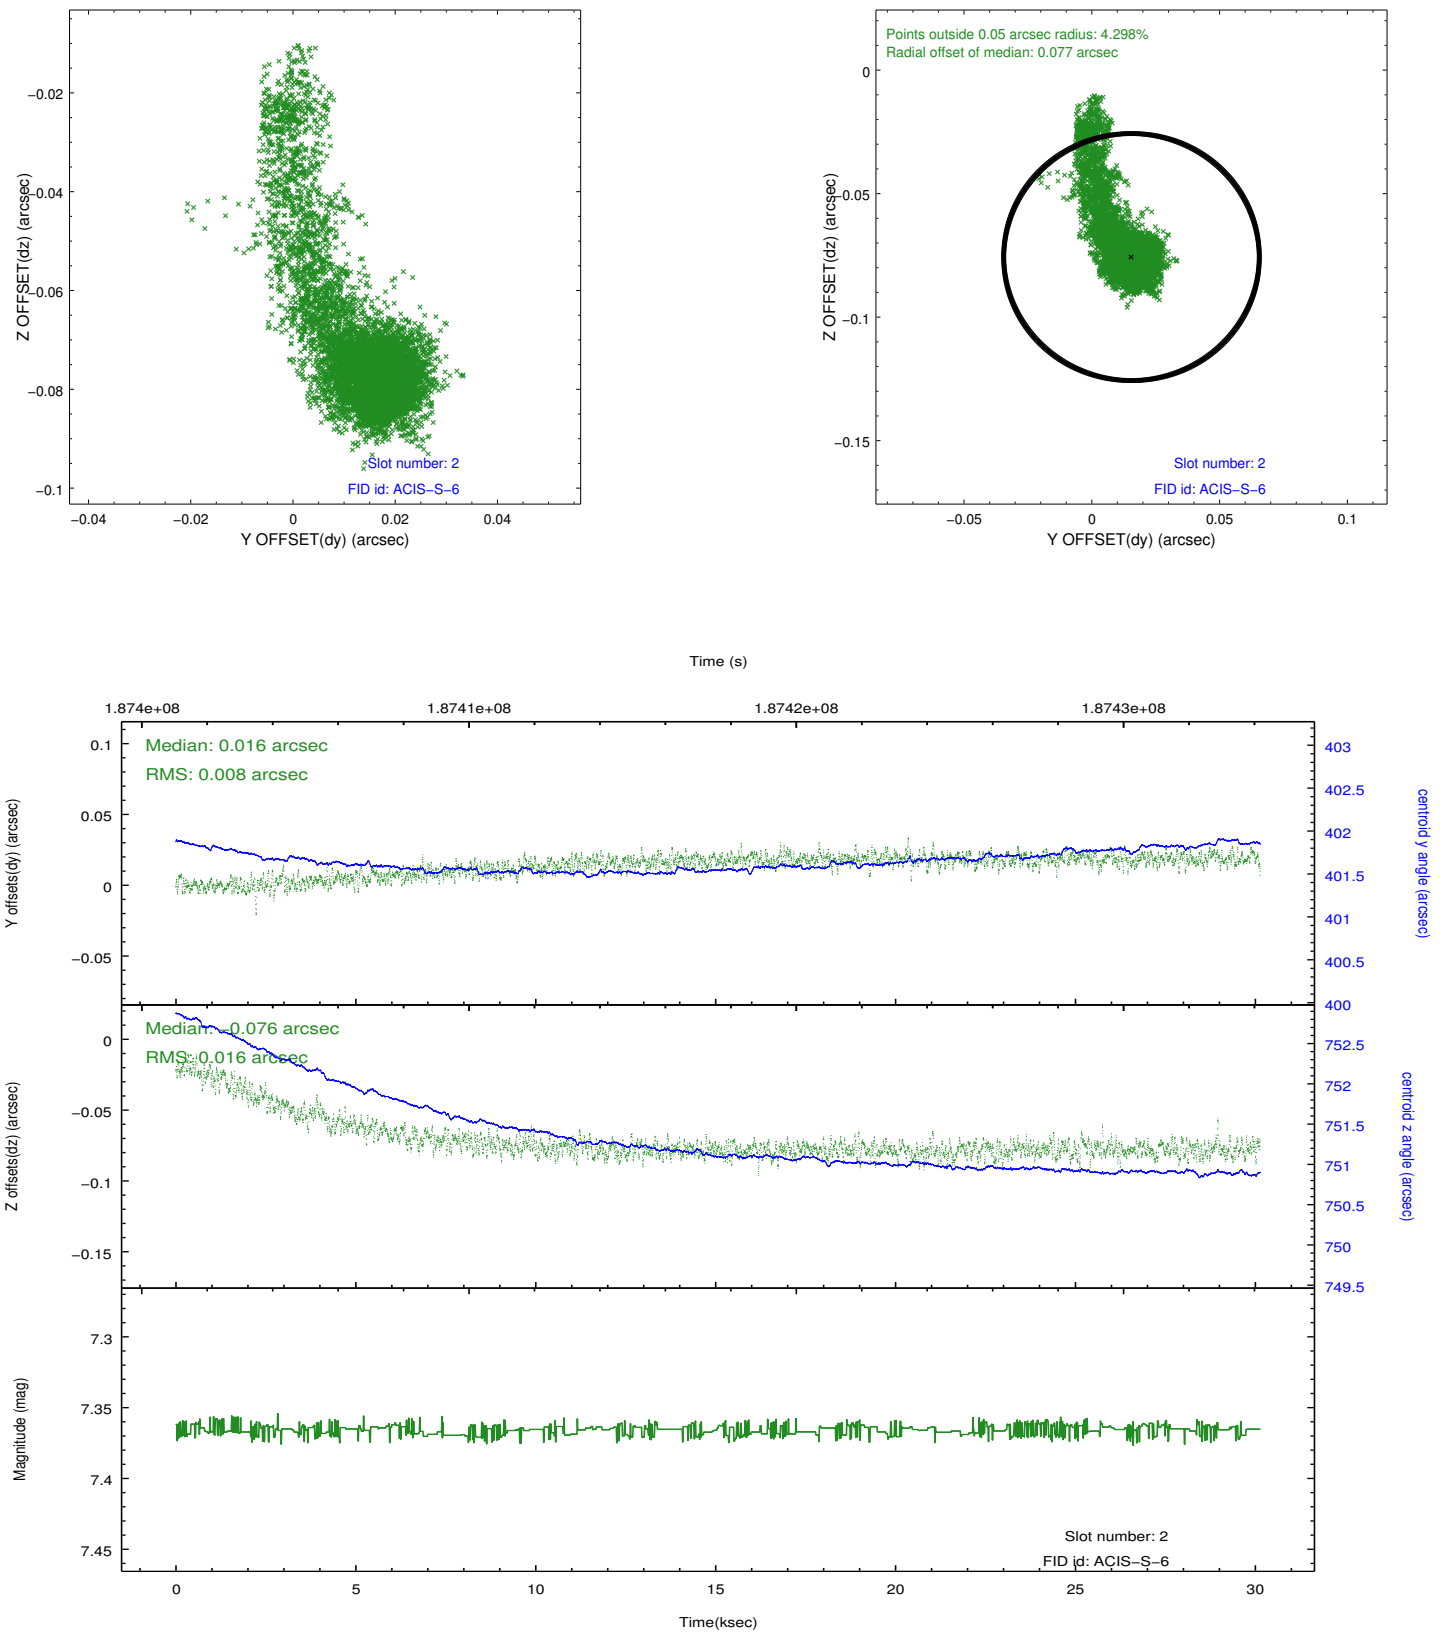 −0.02
−0.04
−0.06
−0.08
−0.1
Z OFFSET(dz) (arcsec)
Slot number: 2
FID id: ACIS−S−6
−0.04
−0.02
0
0.02
0.04
Y OFFSET(dy) (arcsec)
Points outside 0.05 arcsec radius: 4.298%
Radial offset of median: 0.077 arcsec
0
−0.05
−0.1
−0.15
Z OFFSET(dz) (arcsec)
Slot number: 2
FID id: ACIS−S−6
−0.05
0
0.05
0.1
Y OFFSET(dy) (arcsec)
Time (s)
1.874e+08
1.8741e+08
1.8742e+08
1.8743e+08
Median: 0.016 arcsec
RMS: 0.008 arcsec
0.1
0.05
0
−0.05
Y offsets(dy) (arcsec)
403
402.5
402
401.5
401
400.5
400
centroid y angle (arcsec)
Median: −0.076 arcsec
RMS: 0.016 arcsec
0
−0.05
−0.1
−0.15
Z offsets(dz) (arcsec)
752.5
752
751.5
751
750.5
750
749.5
centroid z angle (arcsec)
7.3
7.35
7.4
7.45
Magnitude (mag)
Slot number: 2
FID id: ACIS−S−6
0
5
10
15
20
25
30
Time(ksec)